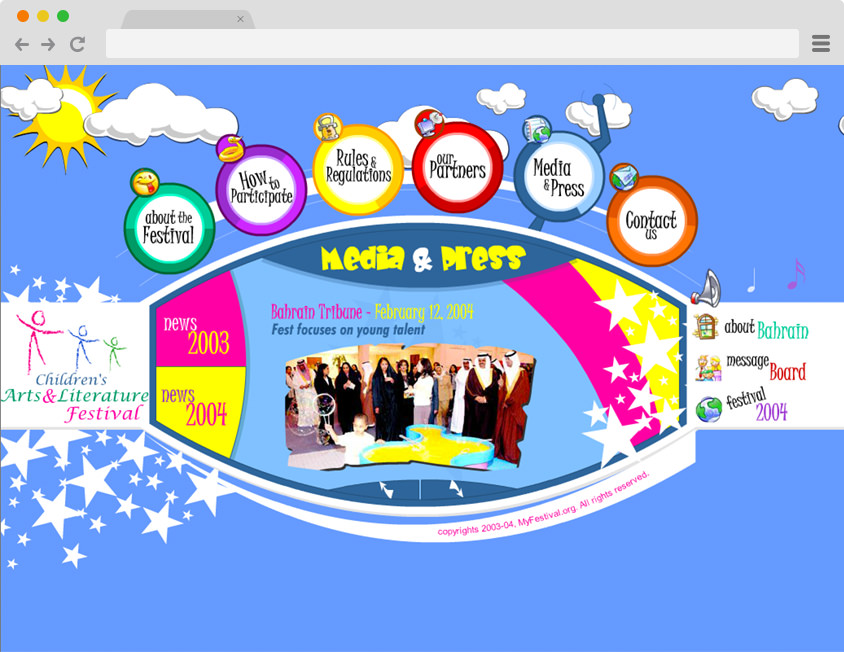 about the
Festival
How to
Participate
Rules &
Regulations
our
Partners
Media
& Press
Contact
us
Media & Press
news
2003
news
2004
Bahrain Tribune - February 12, 2004
Fest focuses on young talent
Children's
Arts&Literature
Festival
about Bahrain
message
Board
festival
2004
copyrights 2003-04, MyFestival.org. All rights reserved.